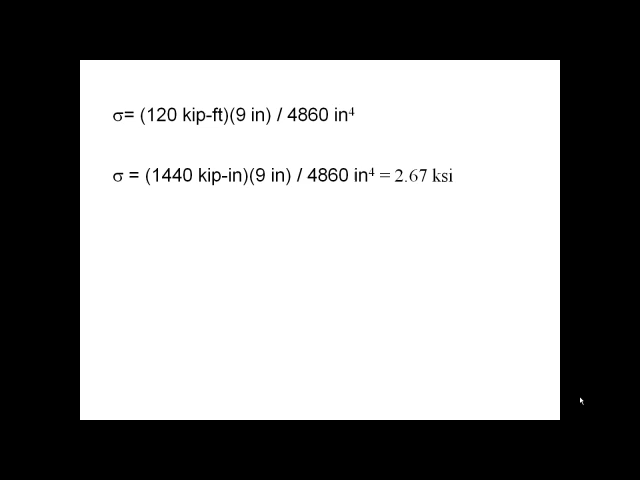 σ= (120 kip-ft)(9 in) / 4860 in⁴
σ = (1440 kip-in)(9 in) / 4860 in⁴ = 2.67 ksi